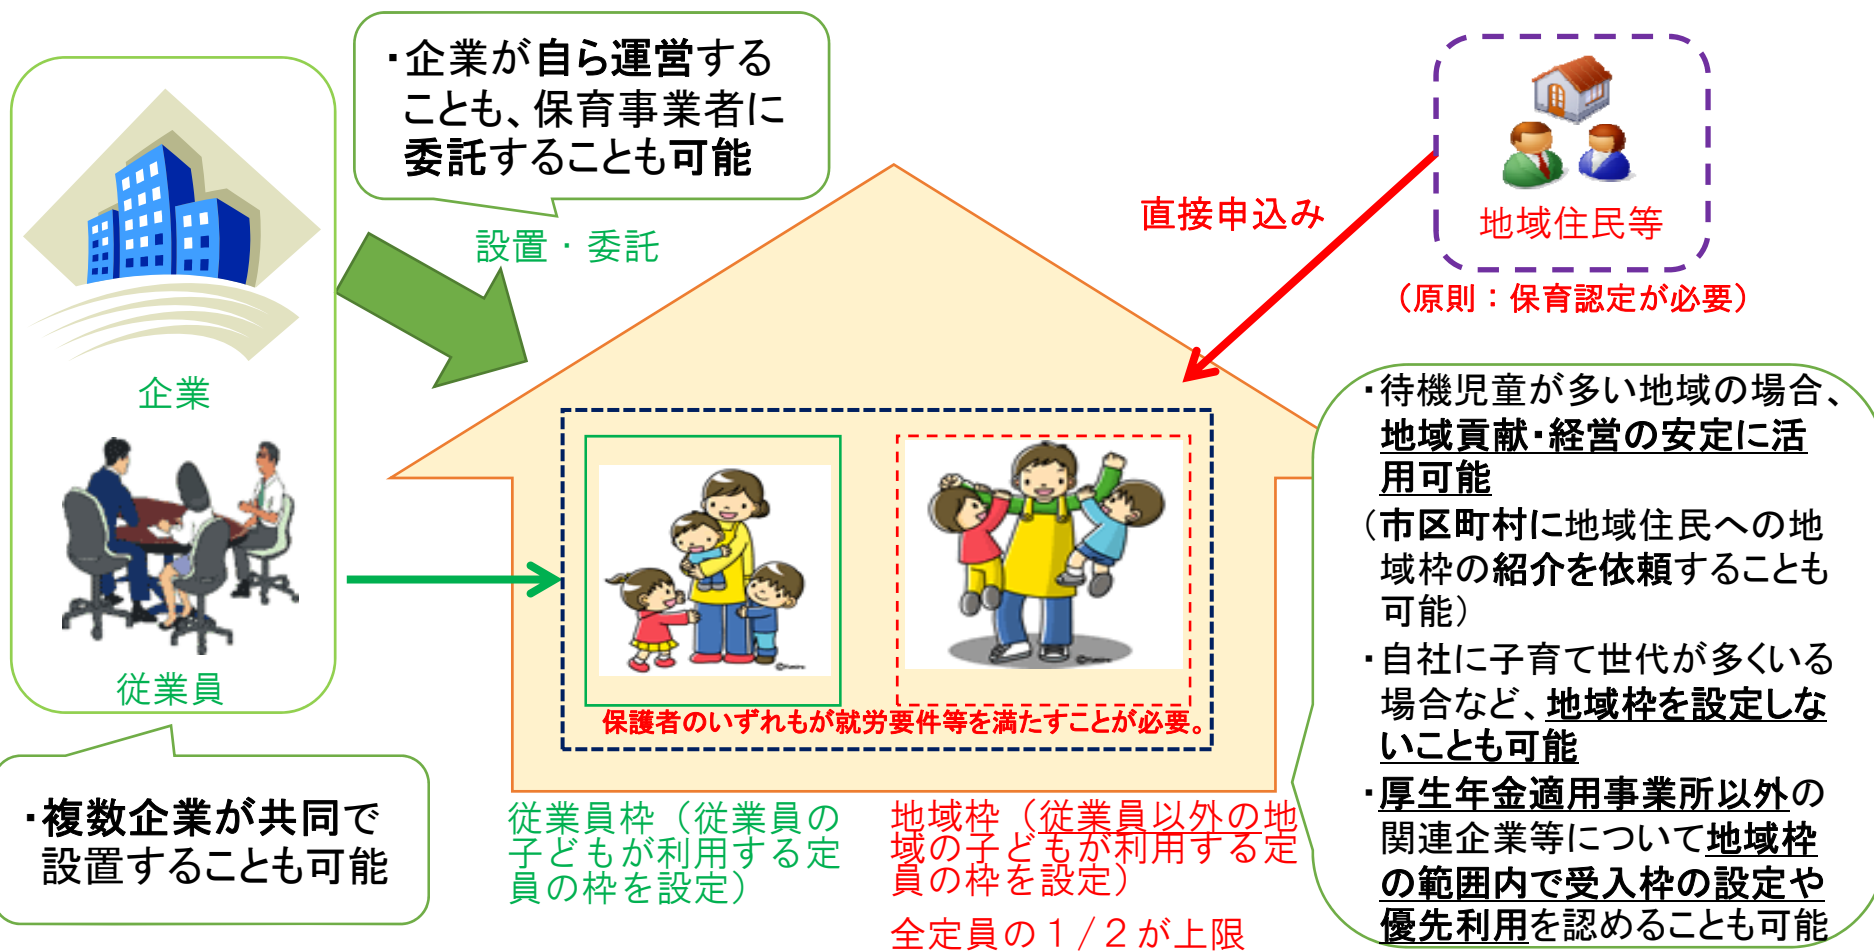 ・企業が自ら運営する
ことも、保育事業者に
委託することも可能
設置・委託
企業
従業員
・複数企業が共同で
設置することも可能
直接申込み
地域住民等
（原則：保育認定が必要）
保護者のいずれもが就労要件等を満たすことが必要。
従業員枠（従業員の
子どもが利用する定
員の枠を設定）
地域枠（従業員以外の地
域の子どもが利用する定
員の枠を設定）
全定員の１/２が上限
・待機児童が多い地域の場合、
地域貢献・経営の安定に活
用可能
（市区町村に地域住民への地
域枠の紹介を依頼することも
可能）
・自社に子育て世代が多くいる
場合など、地域枠を設定しな
いことも可能
・厚生年金適用事業所以外の
関連企業等について地域枠
の範囲内で受入枠の設定や
優先利用を認めることも可能